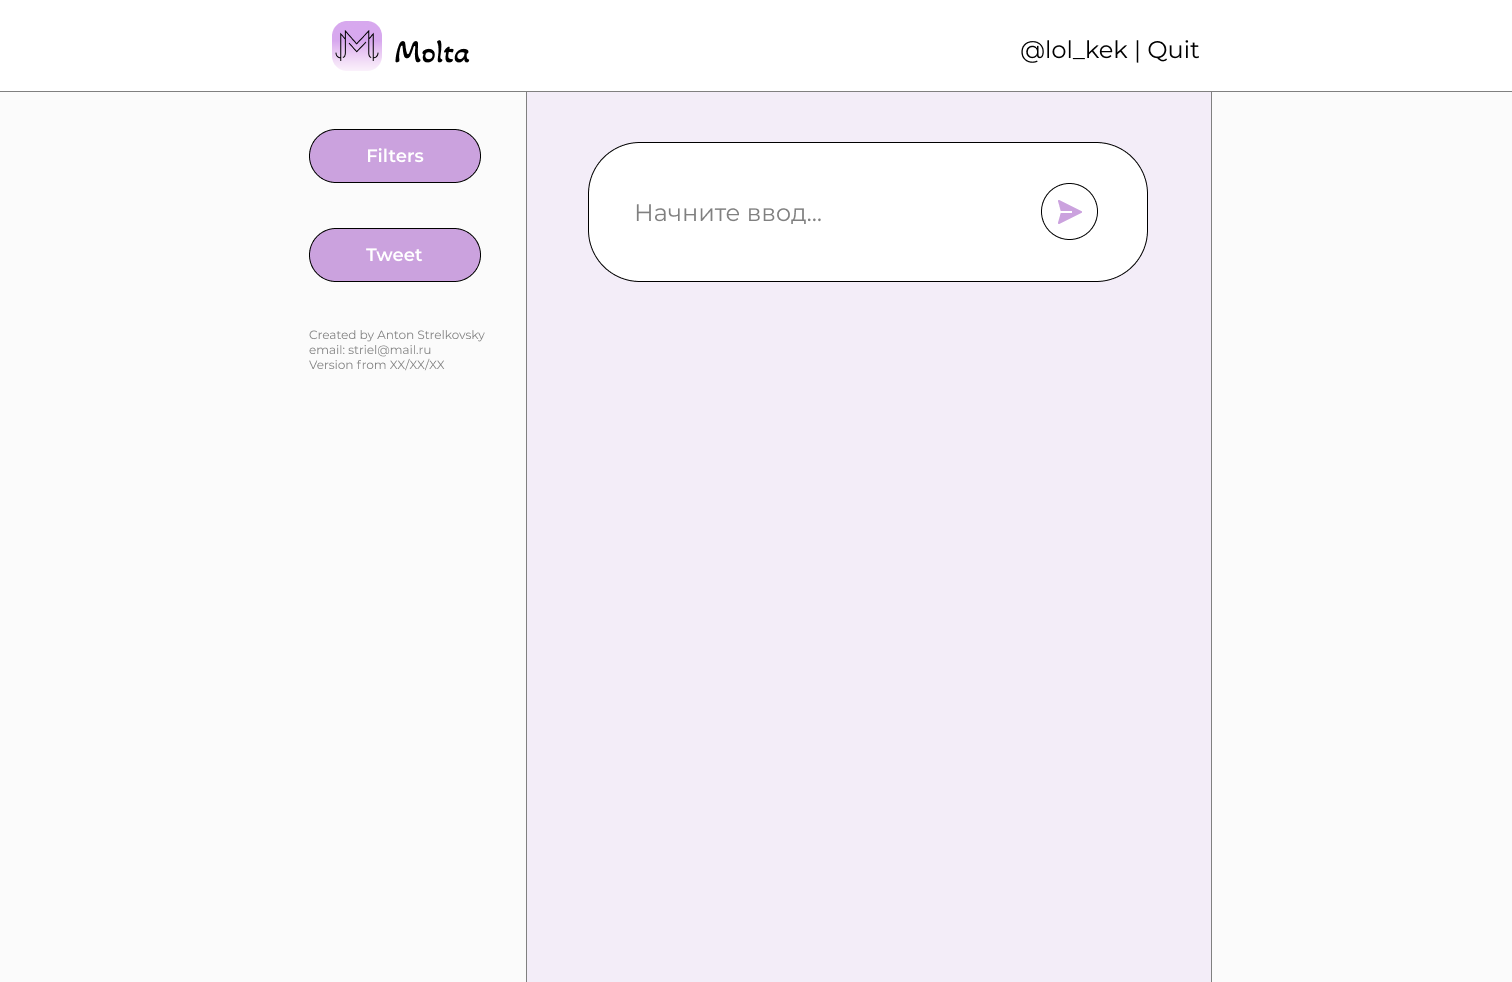 M Molta
@lol_kek | Quit
Filters
Tweet
Created by Anton Strelkovsky
email: striel@mail.ru
Version from XX/XX/XX
Начните ввод...